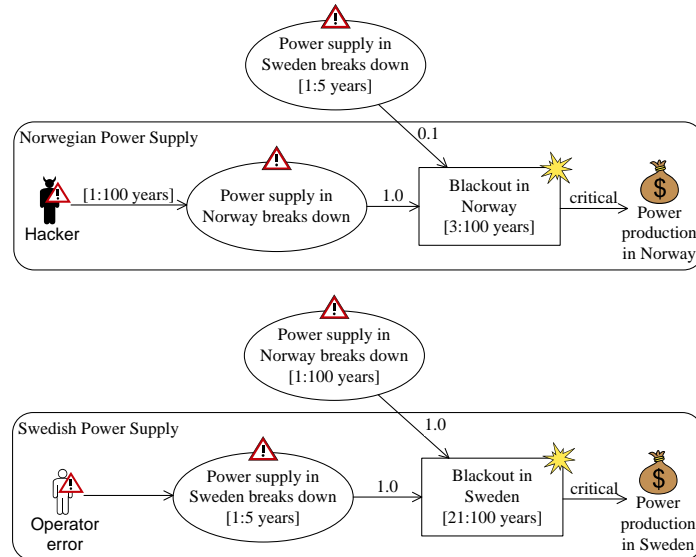 Power supply in
Sweden breaks down
[1:5 years]
0.1
Norwegian Power Supply
Hacker
[1:100 years]
Power supply in
Norway breaks down
1.0
Blackout in
Norway
[3:100 years]
critical
$
Power
production
in Norway
Power supply in
Norway breaks down
[1:100 years]
1.0
Swedish Power Supply
Operator
error
Power supply in
Sweden breaks down
[1:5 years]
1.0
Blackout in
Sweden
[21:100 years]
critical
$
Power
production
in Sweden